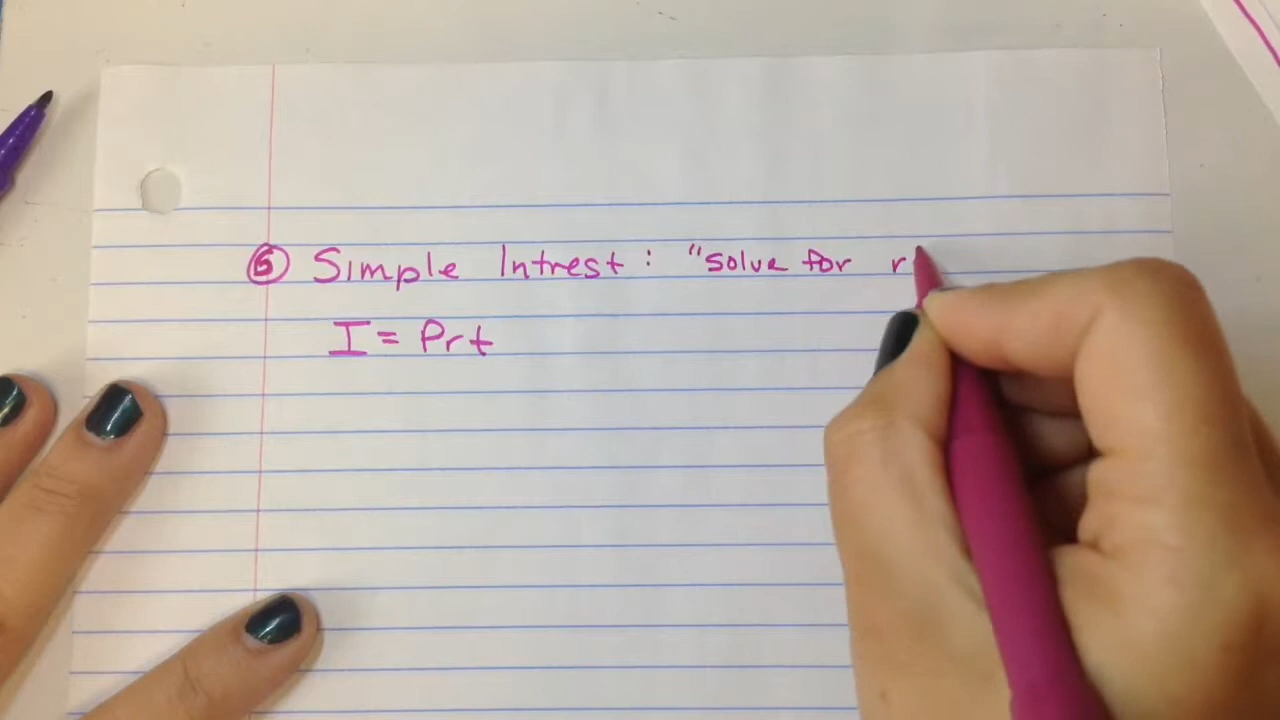 ⑤ Simple Intrest: "solve for r
I = Prt